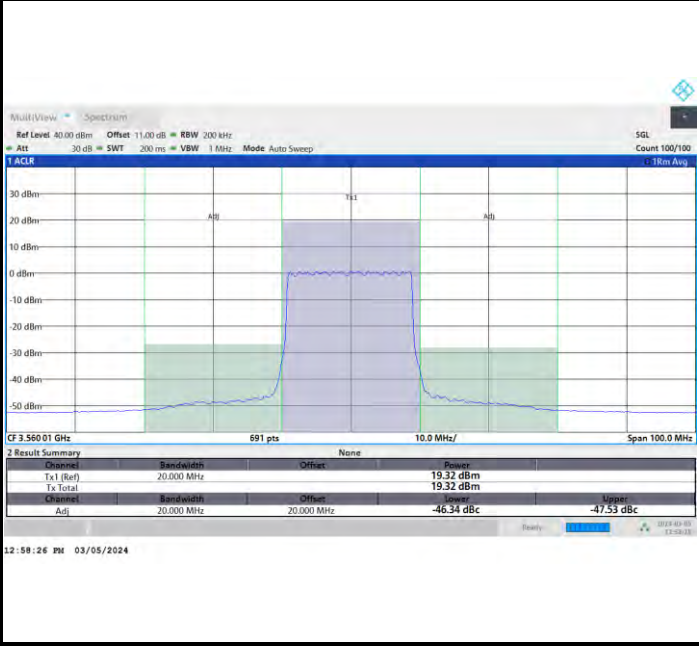 MultiView Spectrum
Ref Level 40.00 dBm Offset 11.00 dB RBW 200 kHz SGL
Att 30 dB SWT 200 ms VBW 1 MHz Mode Auto Sweep Count 100/100
1 ACLR 1Rm Avg
30 dBm
Tx1
20 dBm Adj Adj
10 dBm
0 dBm
-10 dBm
-20 dBm
-30 dBm
-40 dBm
-50 dBm
CF 3.560 01 GHz 691 pts 10.0 MHz/ Span 100.0 MHz
2 Result Summary None
Channel Bandwidth Offset Power
Tx1 (Ref) 20.000 MHz 19.32 dBm
Tx Total 19.32 dBm
Channel Bandwidth Offset Lower Upper
Adj 20.000 MHz 20.000 MHz -46.34 dBc -47.53 dBc
Ready
12:58:26 PM 03/05/2024